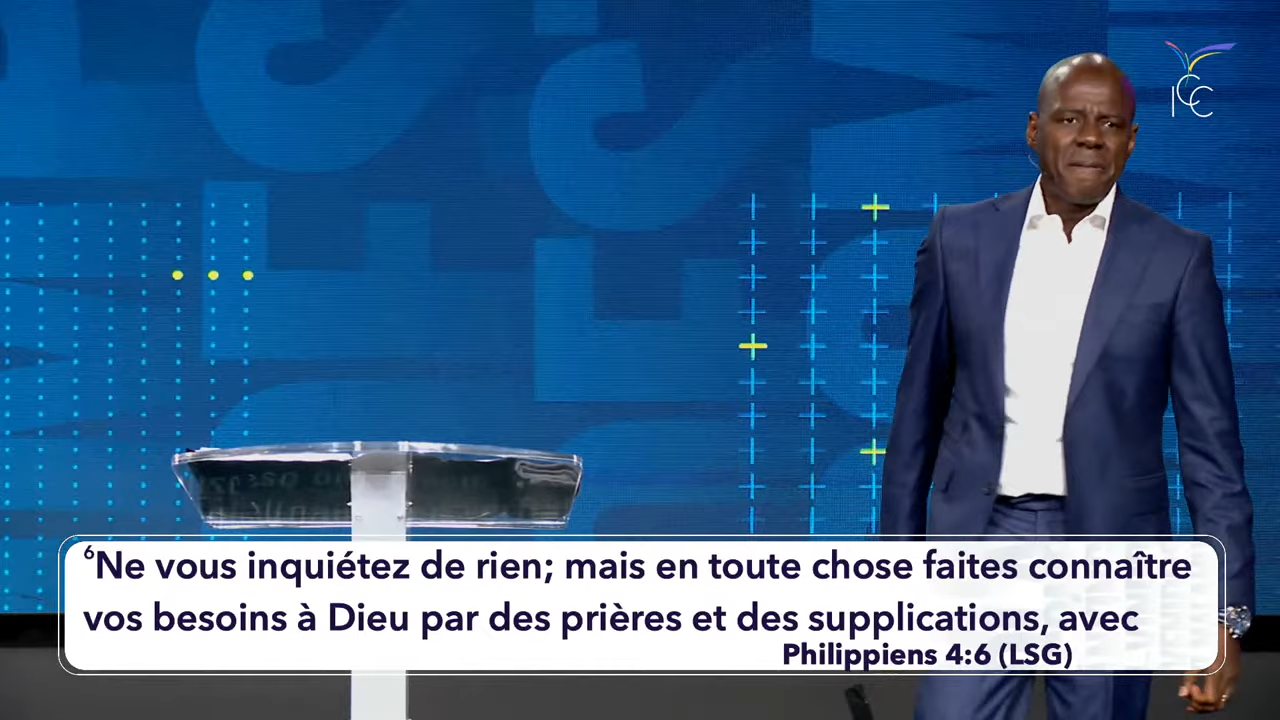 ICC
⁶Ne vous inquiétez de rien; mais en toute chose faites connaître
vos besoins à Dieu par des prières et des supplications, avec
Philippiens 4:6 (LSG)